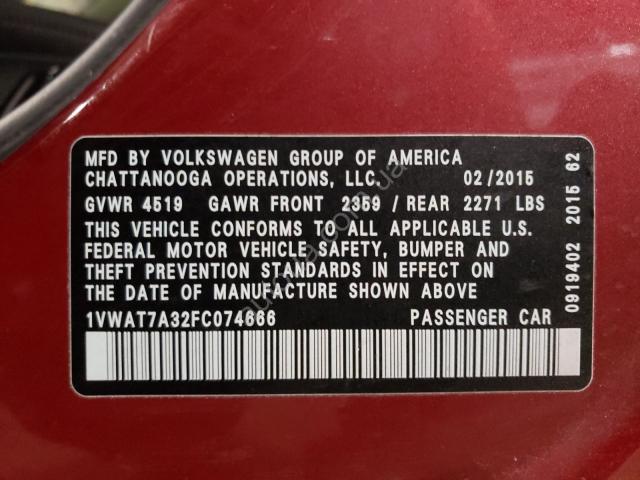 MFD BY VOLKSWAGEN GROUP OF AMERICA
CHATTANOOGA OPERATIONS, LLC. 02/2015
GVWR 4519 GAWR FRONT 2359 / REAR 2271 LBS
THIS VEHICLE CONFORMS TO ALL APPLICABLE U.S.
FEDERAL MOTOR VEHICLE SAFETY, BUMPER AND
THEFT PREVENTION STANDARDS IN EFFECT ON
THE DATE OF MANUFACTURE SHOWN ABOVE
1VWAT7A32FC074666 PASSENGER CAR
0919402 2015 62